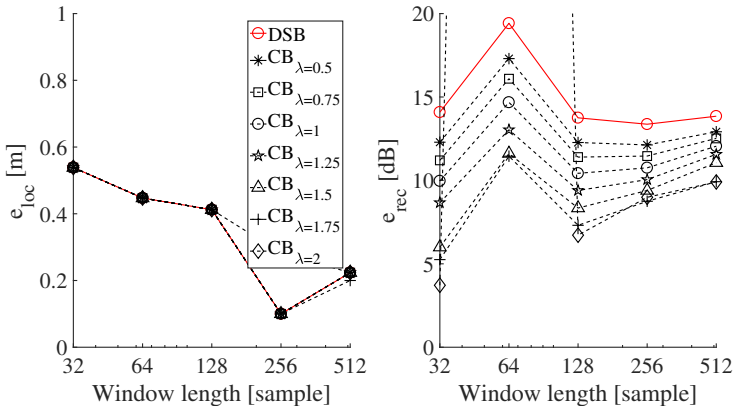 1
0.8
0.6
0.4
0.2
0
e_loc [m]
32
64
128
256
512
Window length [sample]
DSB
CB_λ=0.5
CB_λ=0.75
CB_λ=1
CB_λ=1.25
CB_λ=1.5
CB_λ=1.75
CB_λ=2
20
15
10
5
0
e_rec [dB]
32
64
128
256
512
Window length [sample]